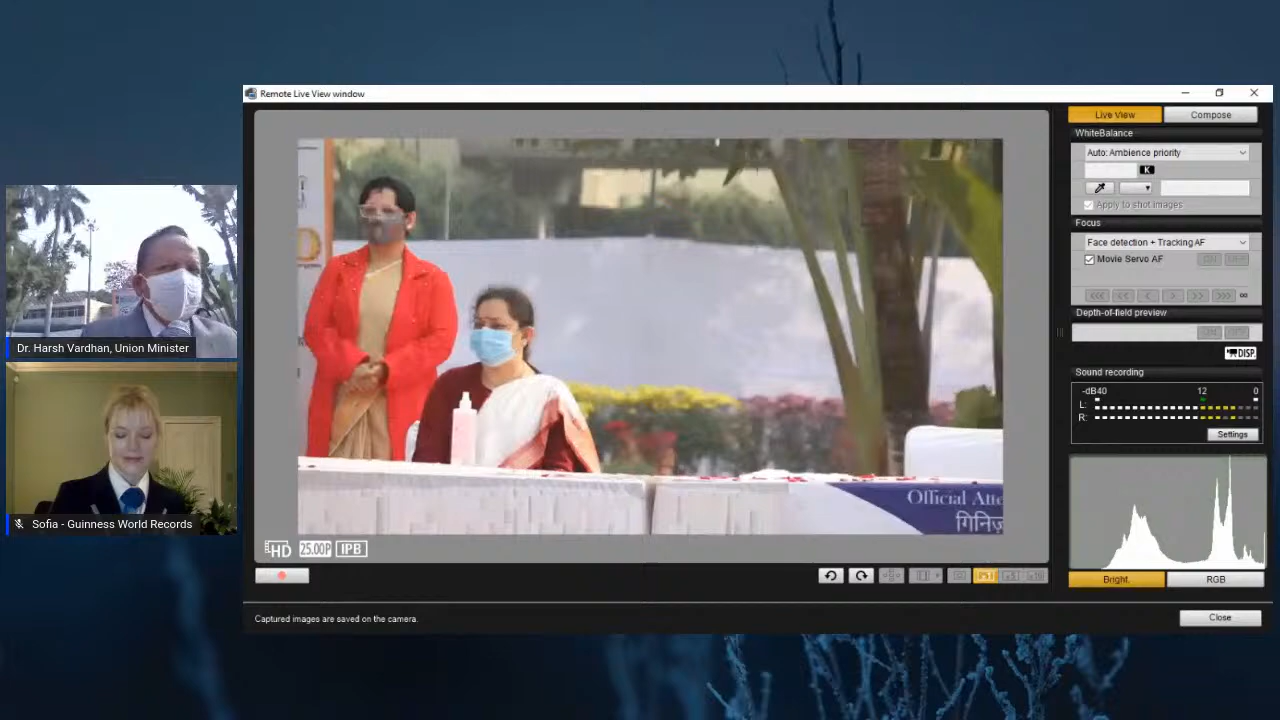 Remote Live View window
Live View
Compose
WhiteBalance
Auto: Ambience priority
K
Apply to shot images
Focus
Face detection + Tracking AF
Movie Servo AF
Depth-of-field preview
DISP.
Sound recording
-dB40 12 0
L:
R:
Settings
Bright.
RGB
Dr. Harsh Vardhan, Union Minister
Sofia - Guinness World Records
Official
गिनिज़
HD 25.00P IPB
Captured images are saved on the camera.
Close